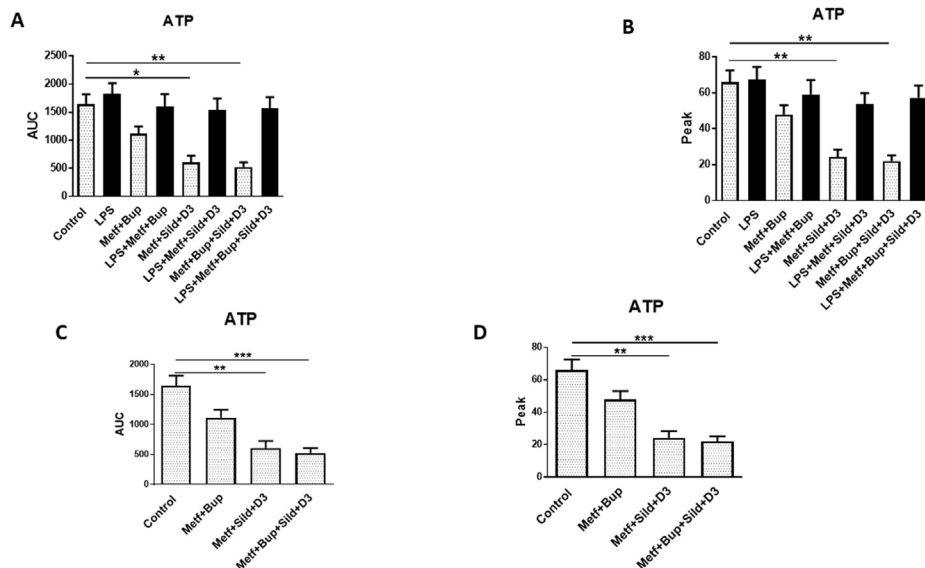 A
ATP
**
*
2500
2000
1500
1000
500
0
AUC
Control
LPS
Metf+Bup
LPS+Metf+Bup
Metf+Sild+D3
LPS+Metf+Sild+D3
Metf+Bup+Sild+D3
LPS+Metf+Bup+Sild+D3
B
ATP
**
**
80
60
40
20
0
Peak
Control
LPS
Metf+Bup
LPS+Metf+Bup
Metf+Sild+D3
LPS+Metf+Sild+D3
Metf+Bup+Sild+D3
LPS+Metf+Bup+Sild+D3
C
ATP
***
**
2000
1500
1000
500
0
AUC
Control
Metf+Bup
Metf+Sild+D3
Metf+Bup+Sild+D3
D
ATP
***
**
80
60
40
20
0
Peak
Control
Metf+Bup
Metf+Sild+D3
Metf+Bup+Sild+D3